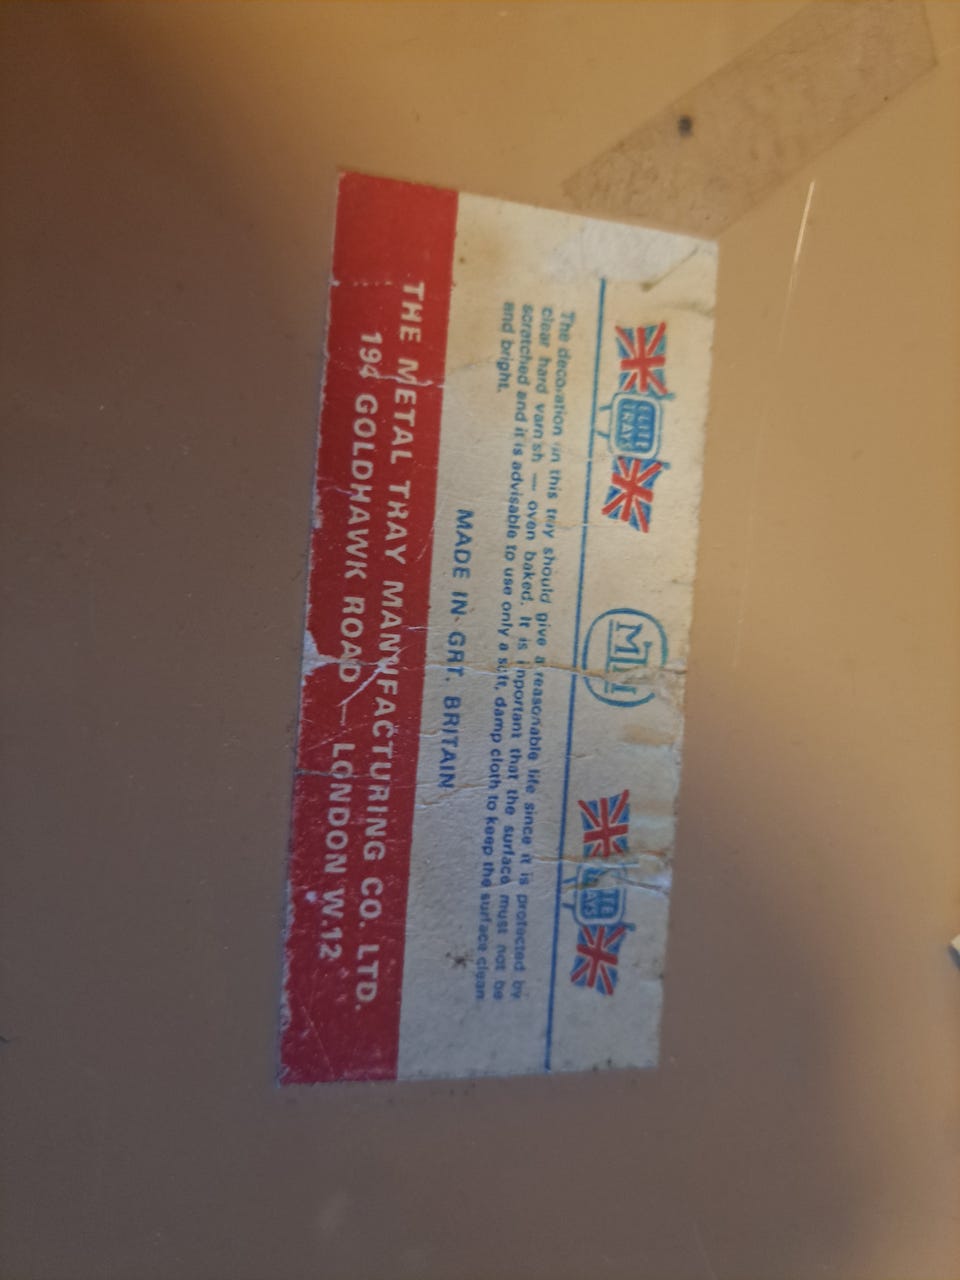 ELITE TRAYS
The decoration in this tray should give a reasonable life since it is protected by
clear hard varnish — oven baked. It is important that the surface must not be
scratched and it is advisable to use only a soft, damp cloth to keep the surface clean
and bright.
MADE IN GRT. BRITAIN
THE METAL TRAY MANUFACTURING CO. LTD.
194 GOLDHAWK ROAD — LONDON W.12